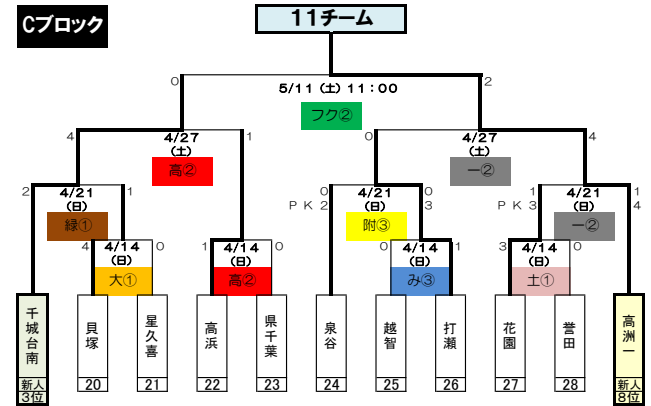 Cブロック
11チーム
0
2
5/11（土）11：00
フク②
4
1
0
4
4/27
（土）
高②
4/27
（土）
一②
2
1
0
0
1
1
4/21
（日）
ＰＫ2
3
4/21
（日）
ＰＫ3
4
4/21
（日）
緑①
附③
一②
4
0
1
0
0
1
3
0
4/14
（日）
4/14
（日）
4/14
（日）
4/14
（日）
大①
高②
み③
土①
千城台南
貝塚
星久喜
高浜
県千葉
泉谷
越智
打瀬
花園
誉田
高洲一
新人
3位
20
21
22
23
24
25
26
27
28
新人
8位